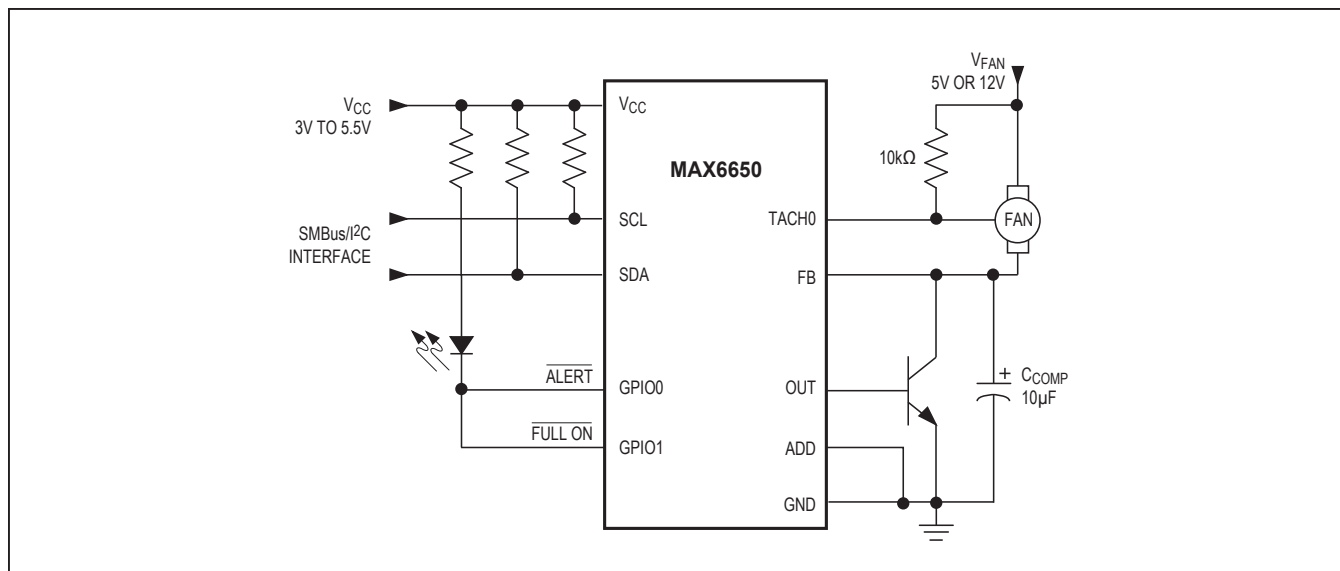 VCC
3V TO 5.5V
SMBus/I2C
INTERFACE
ALERT
FULL ON
VCC
SCL
SDA
GPIO0
GPIO1
MAX6650
TACH0
FB
OUT
ADD
GND
VFAN
5V OR 12V
10kΩ
FAN
+ CCOMP
10µF